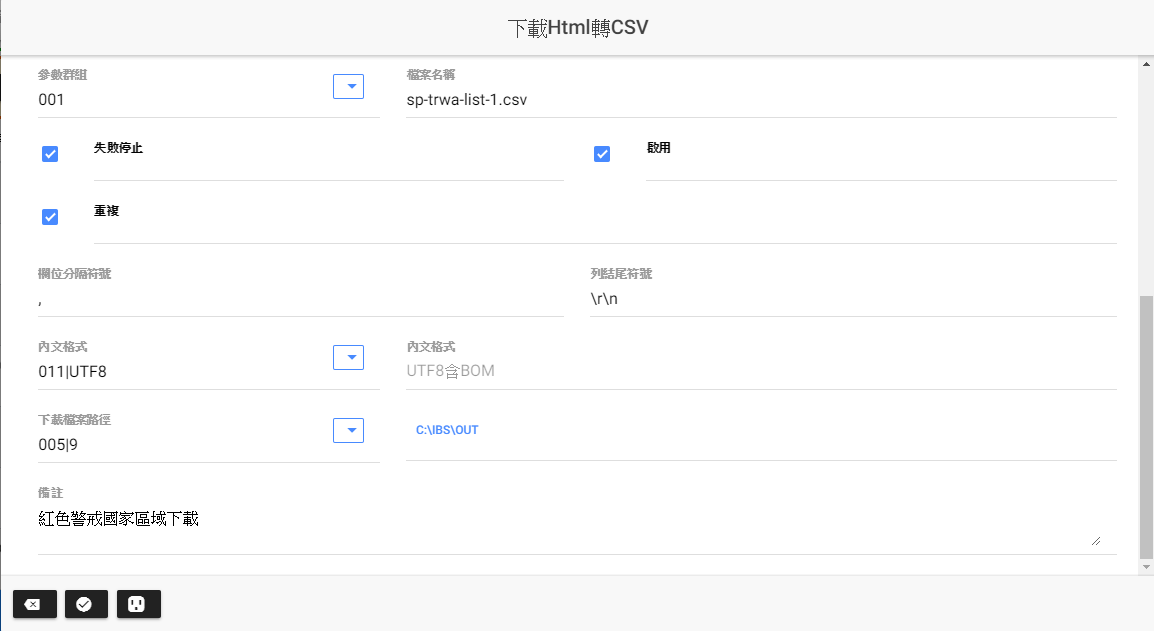 下載Html轉CSV
參數群組
001
檔案名稱
sp-trwa-list-1.csv
失敗停止
啟用
重複
欄位分隔符號
,
列結尾符號
\r\n
內文格式
011|UTF8
內文格式
UTF8含BOM
下載檔案路徑
005|9
C:\IBS\OUT
備註
紅色警戒國家區域下載